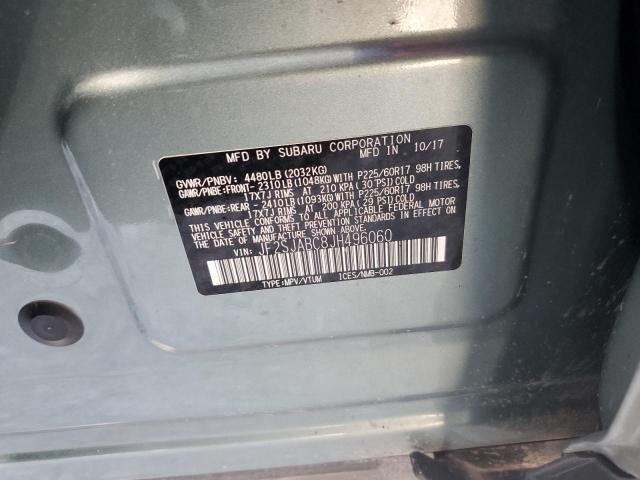 MFD BY SUBARU CORPORATION
MFD IN 10/17
GVWR/PNBV: 4480LB (2032KG)
GAWR/PNBE:FRONT-2310LB(1048KG)WITH P225/60R17 98H TIRES,
17X7J RIMS AT 210 KPA (30 PSI)COLD
GAWR/PNBE:REAR-2410LB(1093KG)WITH P225/60R17 98H TIRES,
17X7J RIMS AT 200 KPA(29 PSI)COLD
THIS VEHICLE CONFORMS TO ALL APPLICABLE FEDERAL MOTOR
VEHICLE SAFETY AND THEFT PREVENTION STANDARDS IN EFFECT ON THE DATE
OF MANUFACTURE SHOWN ABOVE.
VIN: JF2SJABC8JH496060
TYPE:MPV/VTUM ICES/NMB-002